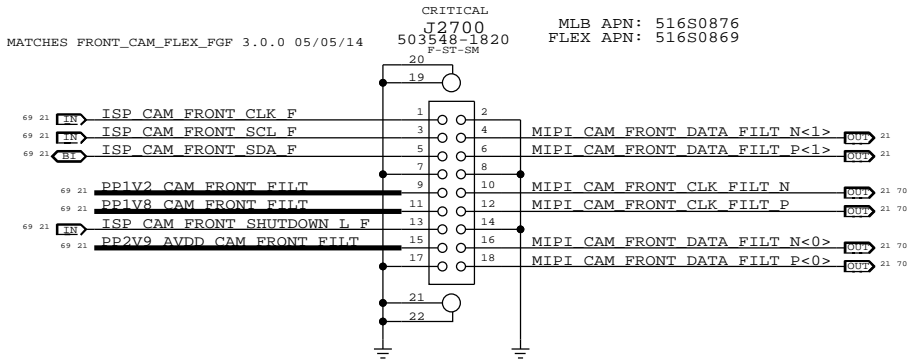 CRITICAL
J2700
503548-1820
F-ST-SM
MLB APN: 516S0876
FLEX APN: 516S0869
MATCHES FRONT_CAM_FLEX_FGF 3.0.0 05/05/14
20
19
69 21 IN ISP_CAM_FRONT_CLK_F 1 2
69 21 IN ISP_CAM_FRONT_SCL_F 3 4 MIPI_CAM_FRONT_DATA_FILT_N<1> OUT 21
69 21 BI ISP_CAM_FRONT_SDA_F 5 6 MIPI_CAM_FRONT_DATA_FILT_P<1> OUT 21
7 8
69 21 PP1V2_CAM_FRONT_FILT 9 10 MIPI_CAM_FRONT_CLK_FILT_N OUT 21 70
69 21 PP1V8_CAM_FRONT_FILT 11 12 MIPI_CAM_FRONT_CLK_FILT_P OUT 21 70
69 21 IN ISP_CAM_FRONT_SHUTDOWN_L_F 13 14
69 21 PP2V9_AVDD_CAM_FRONT_FILT 15 16 MIPI_CAM_FRONT_DATA_FILT_N<0> OUT 21 70
17 18 MIPI_CAM_FRONT_DATA_FILT_P<0> OUT 21 70
21
22